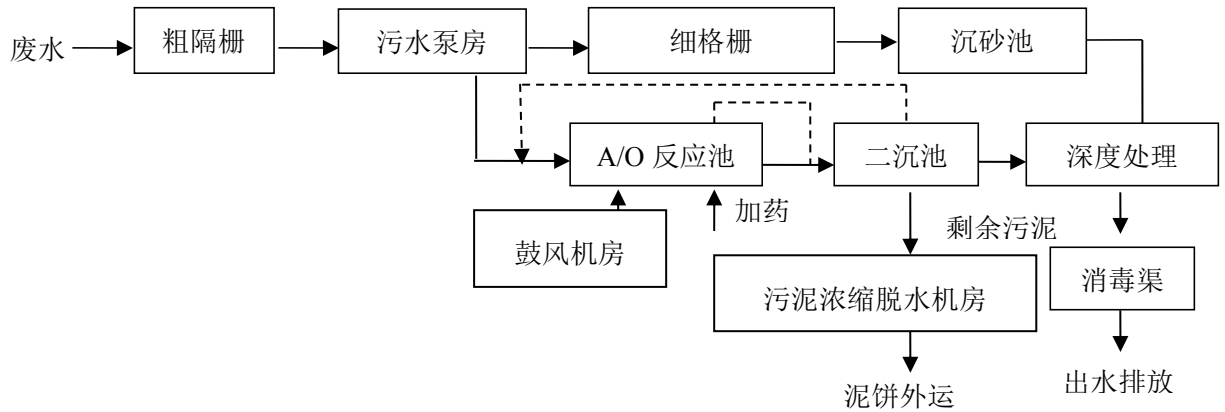 废水
粗隔栅
污水泵房
细格栅
沉砂池
A/O 反应池
二沉池
深度处理
加药
剩余污泥
鼓风机房
污泥浓缩脱水机房
消毒渠
泥饼外运
出水排放